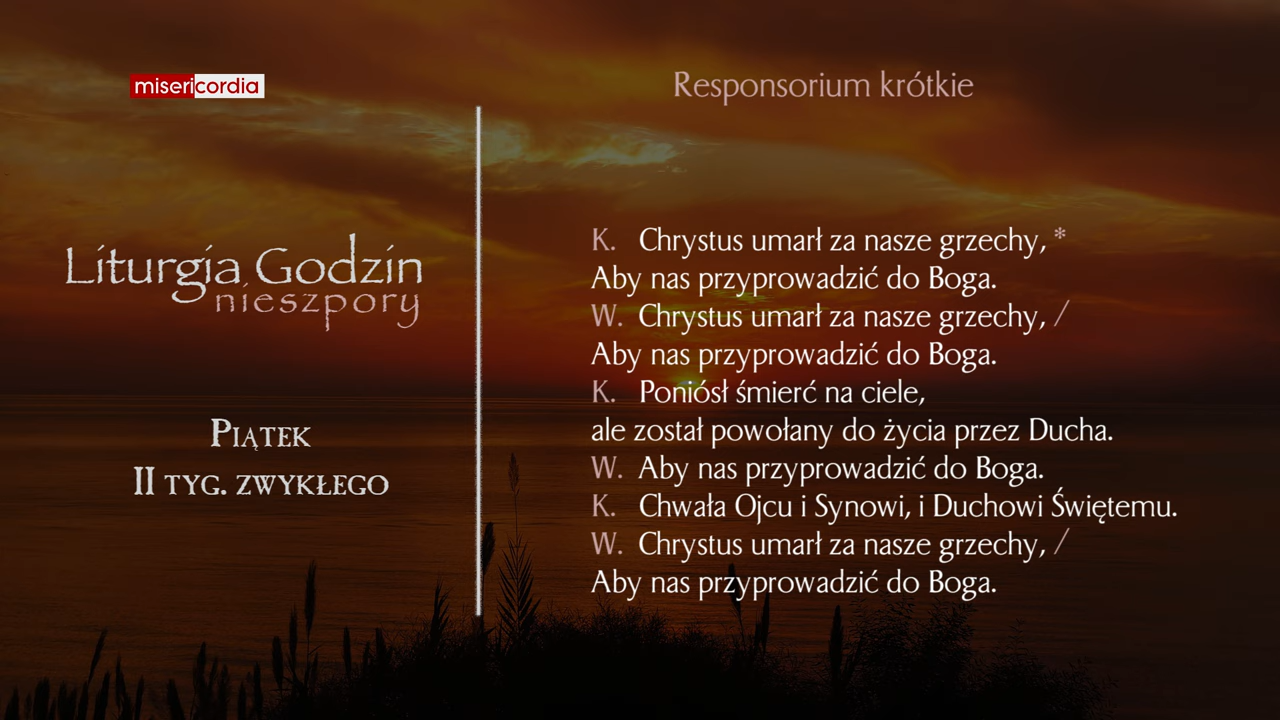 misericordia
Liturgia Godzin
nieszpory
Piątek
II tyg. zwykłego
Responsorium krótkie
K. Chrystus umarł za nasze grzechy, *
Aby nas przyprowadzić do Boga.
W. Chrystus umarł za nasze grzechy, /
Aby nas przyprowadzić do Boga.
K. Poniósł śmierć na ciele,
ale został powołany do życia przez Ducha.
W. Aby nas przyprowadzić do Boga.
K. Chwała Ojcu i Synowi, i Duchowi Świętemu.
W. Chrystus umarł za nasze grzechy, /
Aby nas przyprowadzić do Boga.